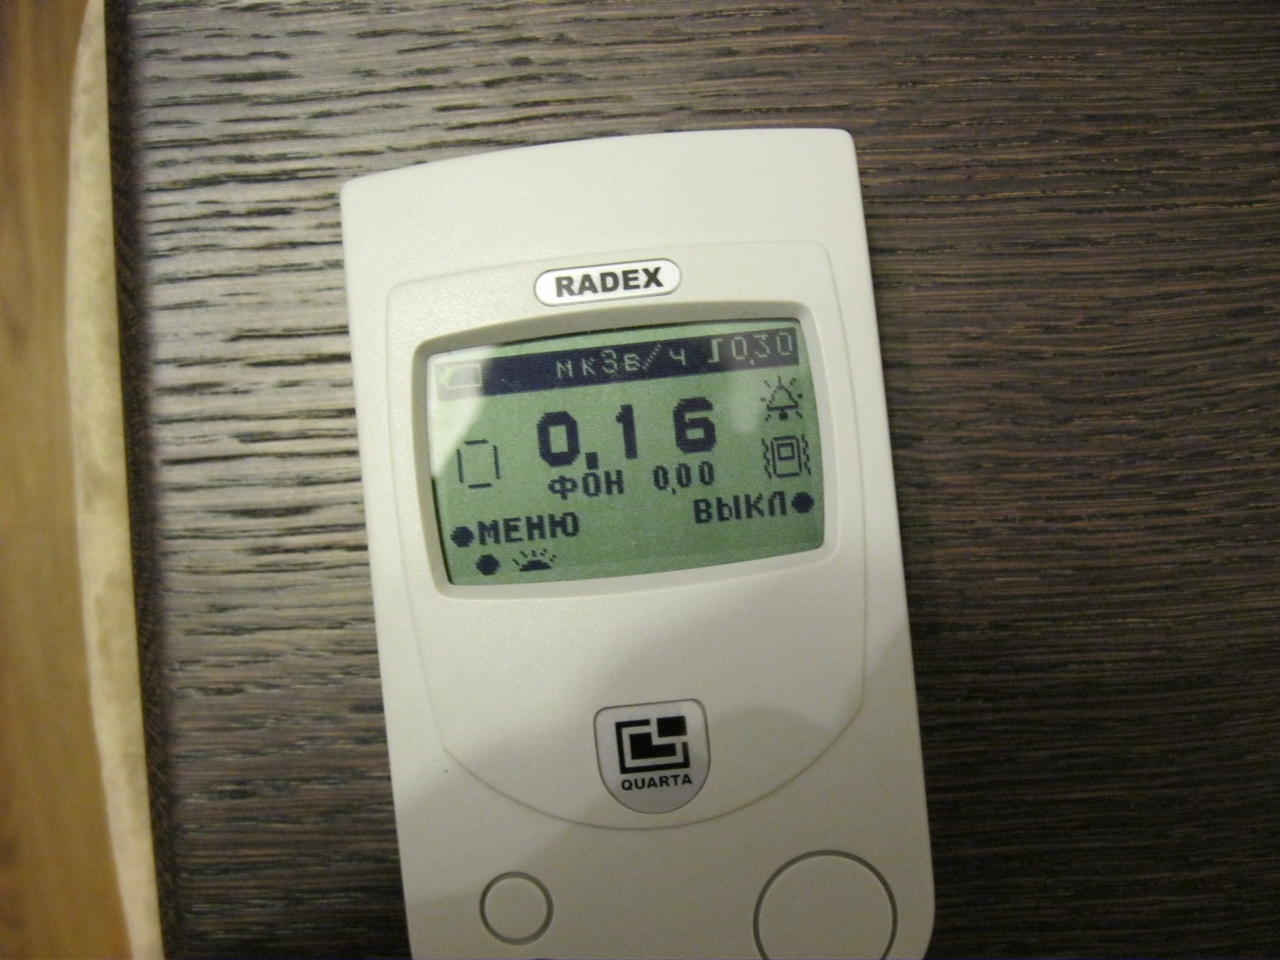 RADEX
мкЗв/ч 0,30
0,16
ФОН 0,00
ВЫКЛ
МЕНЮ
QUARTA